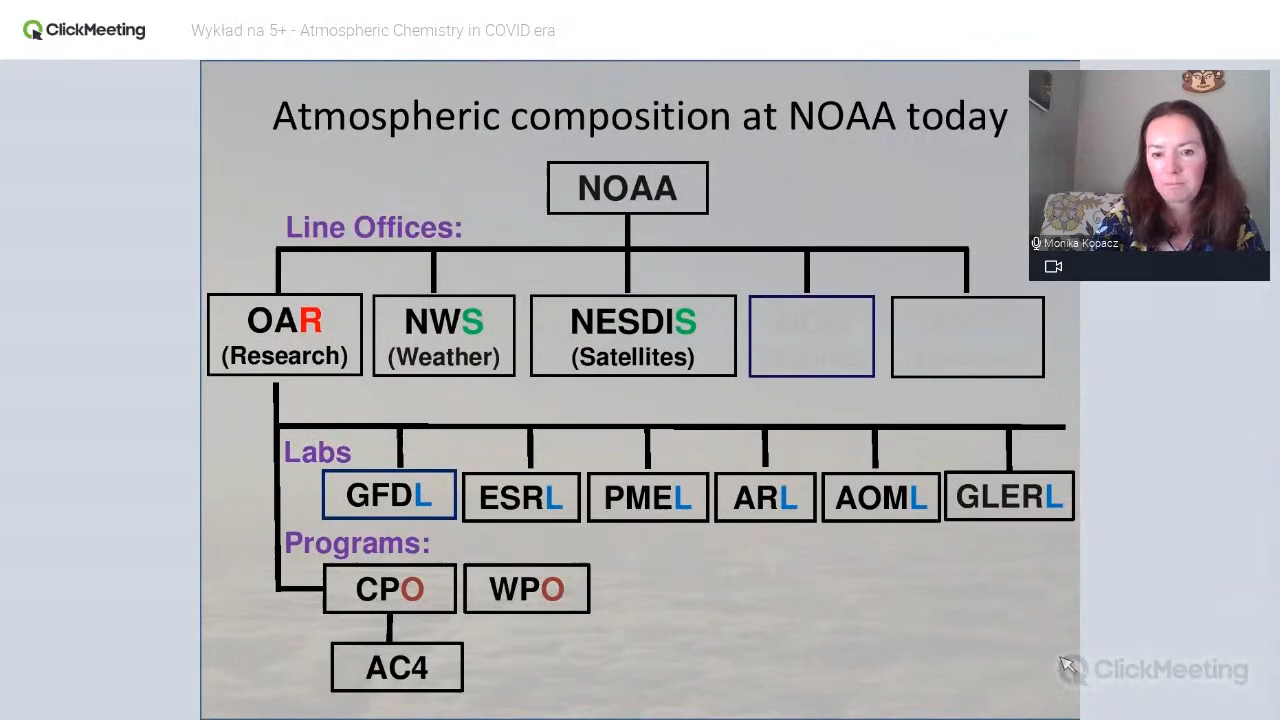 ClickMeeting
Wykład na 5+ - Atmospheric Chemistry in COVID era
Atmospheric composition at NOAA today
NOAA
Line Offices:
OAR
(Research)
NWS
(Weather)
NESDIS
(Satellites)
Monika Kopacz
Labs
GFDL
ESRL
PMEL
ARL
AOML
GLERL
Programs:
CPO
WPO
AC4
ClickMeeting